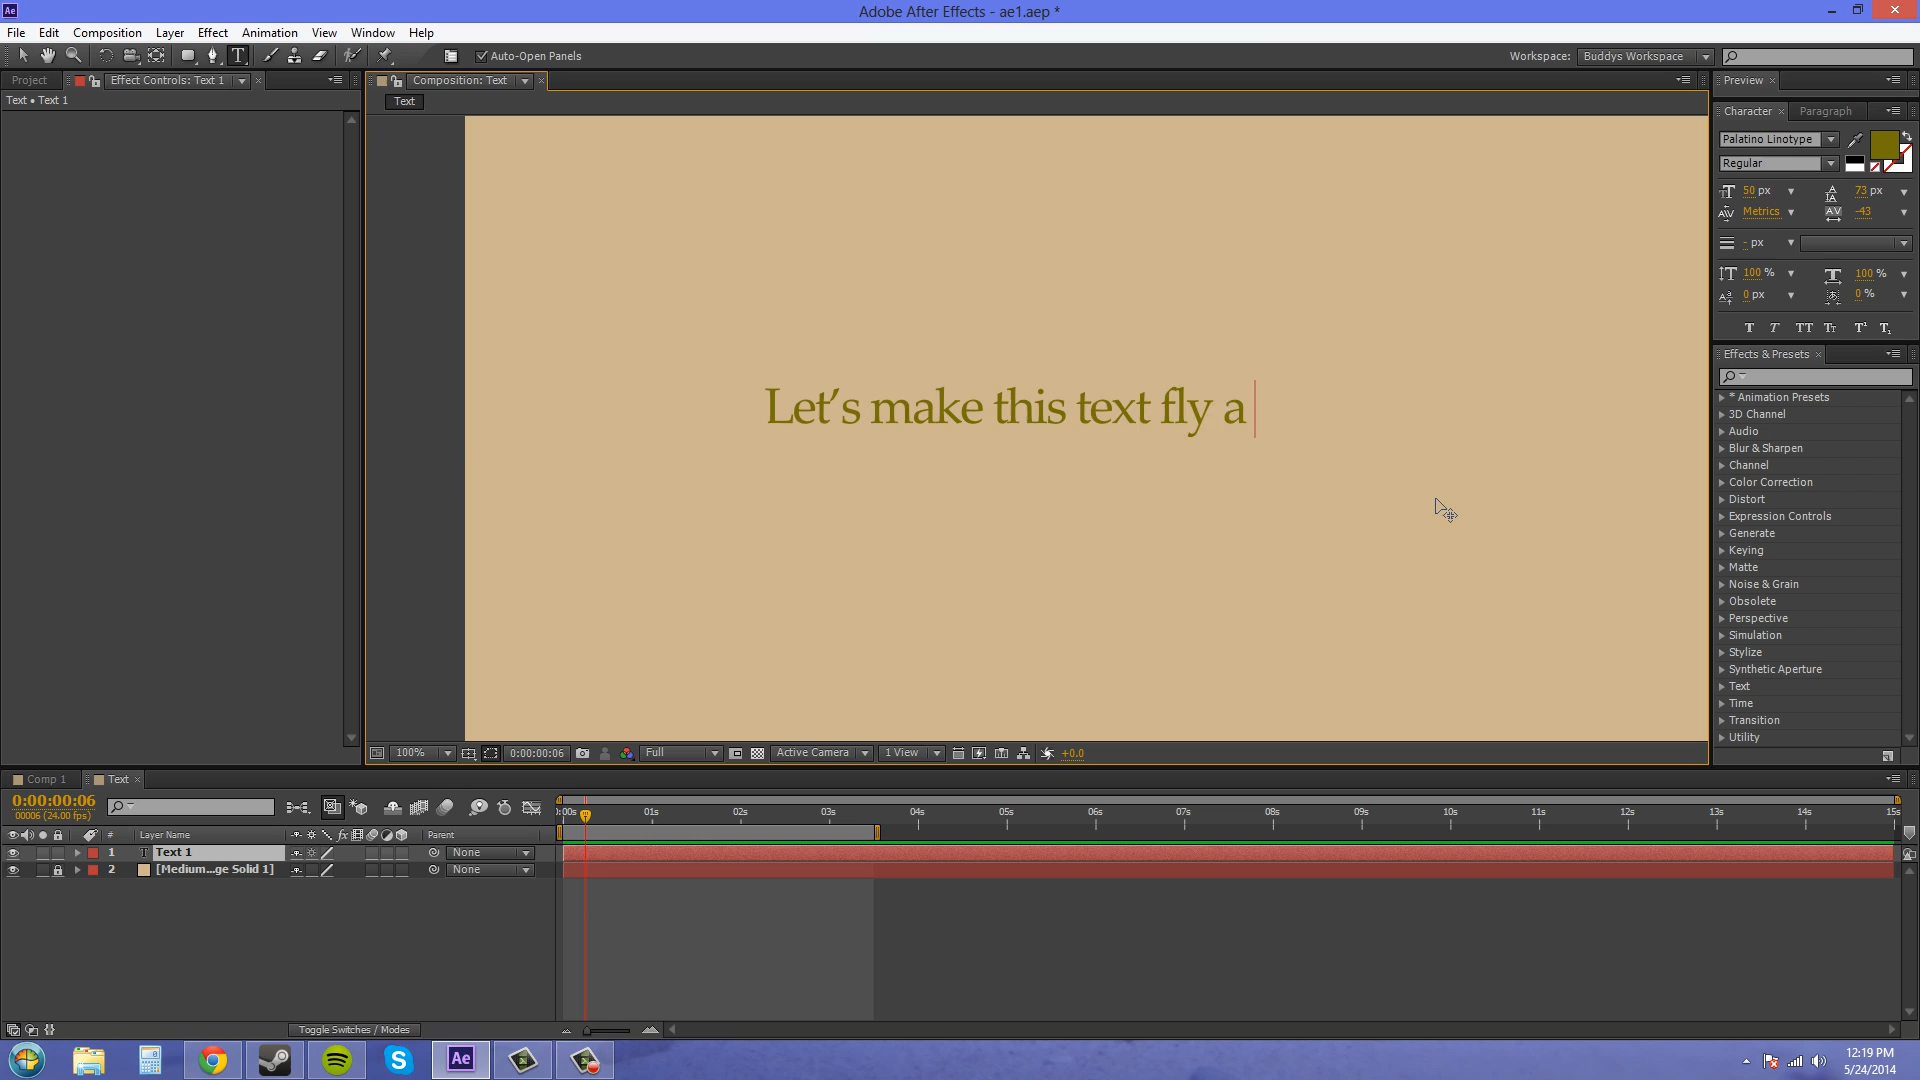 Adobe After Effects - ae1.aep *
File Edit Composition Layer Effect Animation View Window Help
Auto-Open Panels
Workspace: Buddys Workspace
Project Effect Controls: Text 1
Text • Text 1
Composition: Text
Text
Let's make this text fly a
100% 0:00:00:06 Full Active Camera 1 View +0.0
Preview
Character Paragraph
Palatino Linotype
Regular
50 px 73 px
Metrics -43
- px
100 % 100 %
0 px 0 %
Effects & Presets
* Animation Presets
3D Channel
Audio
Blur & Sharpen
Channel
Color Correction
Distort
Expression Controls
Generate
Keying
Matte
Noise & Grain
Obsolete
Perspective
Simulation
Stylize
Synthetic Aperture
Text
Time
Transition
Utility
Comp 1 Text
0:00:00:06
00006 (24.00 fps)
:00s 01s 02s 03s 04s 05s 06s 07s 08s 09s 10s 11s 12s 13s 14s 15s
# Layer Name Parent
1 T Text 1 None
2 [Medium...ge Solid 1] None
Toggle Switches / Modes
12:19 PM
5/24/2014